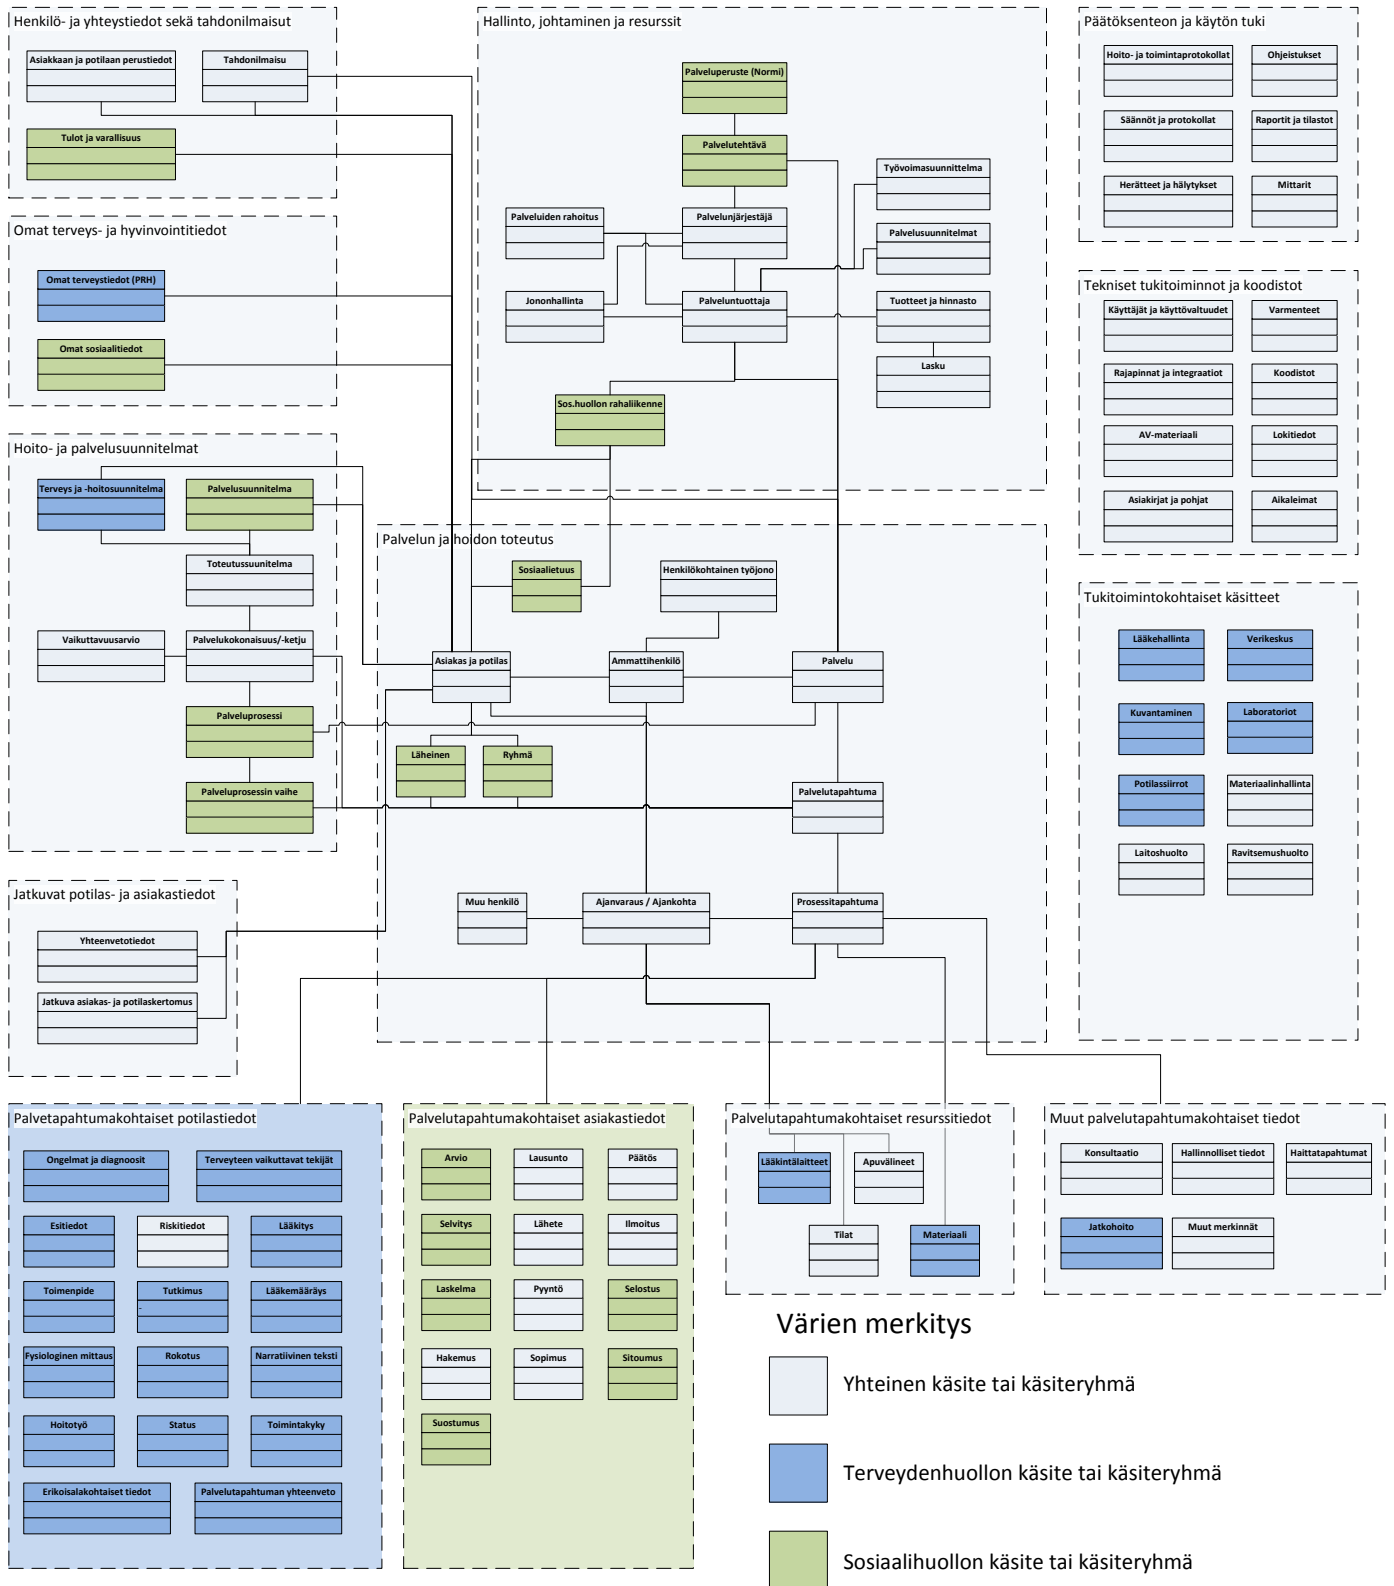 Henkilö- ja yhteystiedot sekä tahdonilmaisut
Asiakkaan ja potilaan perustiedot
Tahdonilmaisu
Tulot ja varallisuus
Omat terveys- ja hyvinvointitiedot
Omat terveystiedot (PRH)
Omat sosiaalitiedot
Hoito- ja palvelusuunnitelmat
Terveys ja -hoitosuunnitelma
Palvelusuunnitelma
Toteutussuunitelma
Vaikuttavuusarvio
Palvelukokonaisuus/-ketju
Palveluprosessi
Palveluprosessin vaihe
Jatkuvat potilas- ja asiakastiedot
Yhteenvetotiedot
Jatkuva asiakas- ja potilaskertomus
Hallinto, johtaminen ja resurssit
Palveluperuste (Normi)
Palvelutehtävä
Työvoimasuunnittelma
Palveluiden rahoitus
Palvelunjärjestäjä
Palvelusuunnitelmat
Jononhallinta
Palveluntuottaja
Tuotteet ja hinnasto
Lasku
Sos.huollon rahaliikenne
Palvelun ja hoidon toteutus
Sosiaalietuus
Henkilökohtainen työjono
Asiakas ja potilas
Ammattihenkilö
Palvelu
Läheinen
Ryhmä
Palvelutapahtuma
Muu henkilö
Ajanvaraus / Ajankohta
Prosessitapahtuma
Päätöksenteon ja käytön tuki
Hoito- ja toimintaprotokollat
Ohjeistukset
Säännöt ja protokollat
Raportit ja tilastot
Herätteet ja hälytykset
Mittarit
Tekniset tukitoiminnot ja koodistot
Käyttäjät ja käyttövaltuudet
Varmenteet
Rajapinnat ja integraatiot
Koodistot
AV-materiaali
Lokitiedot
Asiakirjat ja pohjat
Aikaleimat
Tukitoimintokohtaiset käsitteet
Lääkehallinta
Verikeskus
Kuvantaminen
Laboratoriot
Potilassiirrot
Materiaalinhallinta
Laitoshuolto
Ravitsemushuolto
Palvetapahtumakohtaiset potilastiedot
Ongelmat ja diagnoosit
Terveyteen vaikuttavat tekijät
Esitiedot
Riskitiedot
Lääkitys
Toimenpide
Tutkimus
-
Lääkemääräys
Fysiologinen mittaus
Rokotus
Narratiivinen teksti
Hoitotyö
Status
Toimintakyky
Erikoisalakohtaiset tiedot
Palvelutapahtuman yhteenveto
Palvelutapahtumakohtaiset asiakastiedot
Arvio
Lausunto
Päätös
Selvitys
Lähete
Ilmoitus
Laskelma
Pyyntö
Selostus
Hakemus
Sopimus
Sitoumus
Suostumus
Palvelutapahtumakohtaiset resurssitiedot
Lääkintälaitteet
Apuvälineet
Tilat
Materiaali
Muut palvelutapahtumakohtaiset tiedot
Konsultaatio
Hallinnolliset tiedot
Haittatapahtumat
Jatkohoito
Muut merkinnät
Värien merkitys
Yhteinen käsite tai käsiteryhmä
Terveydenhuollon käsite tai käsiteryhmä
Sosiaalihuollon käsite tai käsiteryhmä